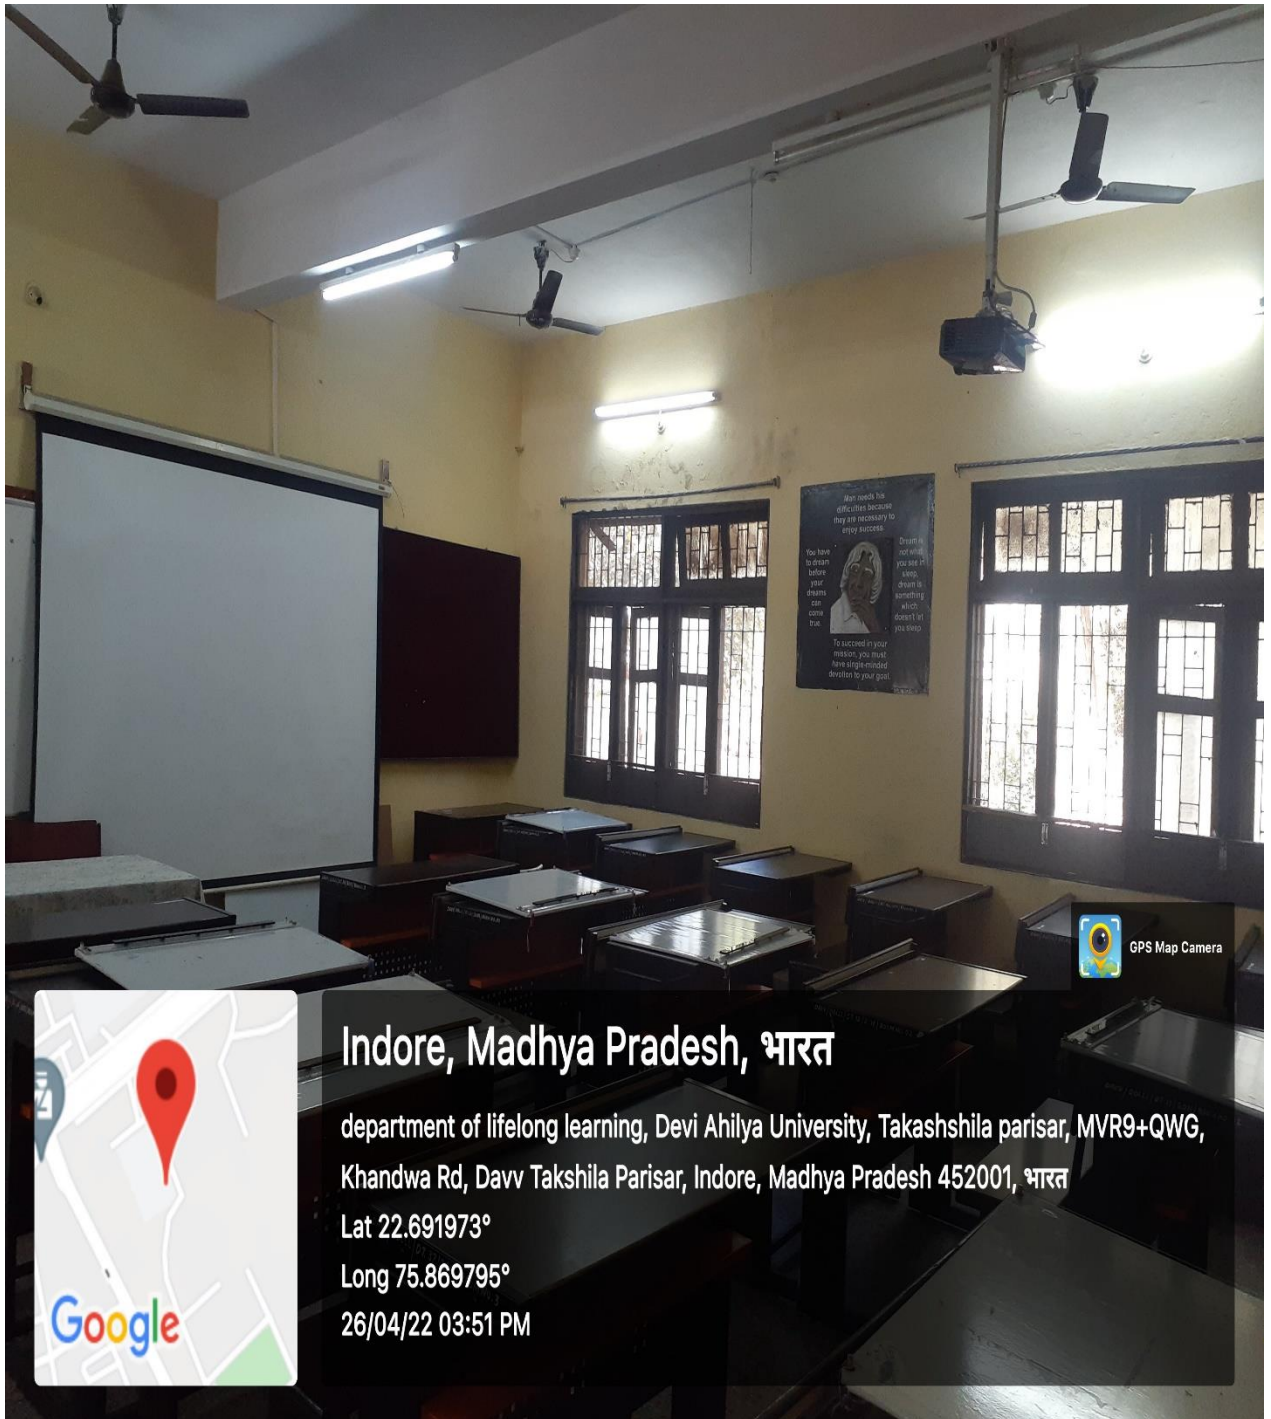 Man needs his
difficulties because
they are necessary to
enjoy success.
You have
to dream
before
your
dreams
can
come
true.
Dream is
not what
you see in
sleep,
dream is
something
which
doesn't let
you sleep.
To succeed in your
mission, you must
have single-minded
devotion to your goal.
GPS Map Camera
Indore, Madhya Pradesh, भारत
department of lifelong learning, Devi Ahilya University, Takashshila parisar, MVR9+QWG,
Khandwa Rd, Davv Takshila Parisar, Indore, Madhya Pradesh 452001, भारत
Lat 22.691973°
Long 75.869795°
26/04/22 03:51 PM
Google